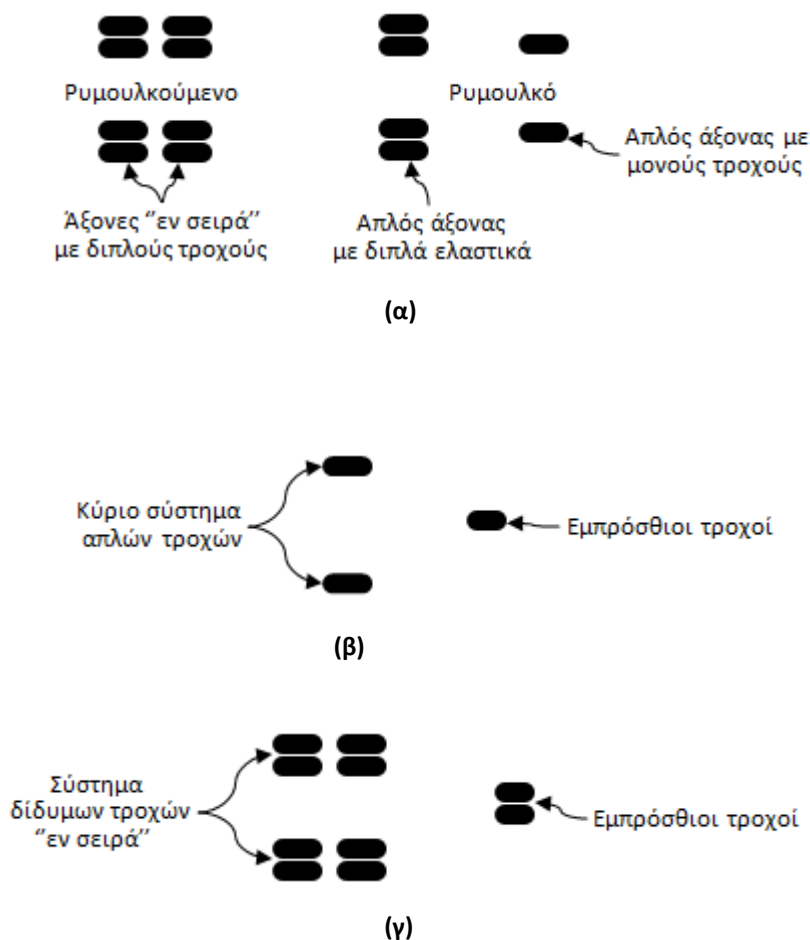 Ρυμουλκούμενο
Ρυμουλκό
Απλός άξονας με
μονούς τροχούς
Άξονες ‘’εν σειρά’’
με διπλούς τροχούς
Απλός άξονας
με διπλά ελαστικά
(α)
Κύριο σύστημα
απλών τροχών
Εμπρόσθιοι τροχοί
(β)
Σύστημα
δίδυμων τροχών
‘’εν σειρά’’
Εμπρόσθιοι τροχοί
(γ)